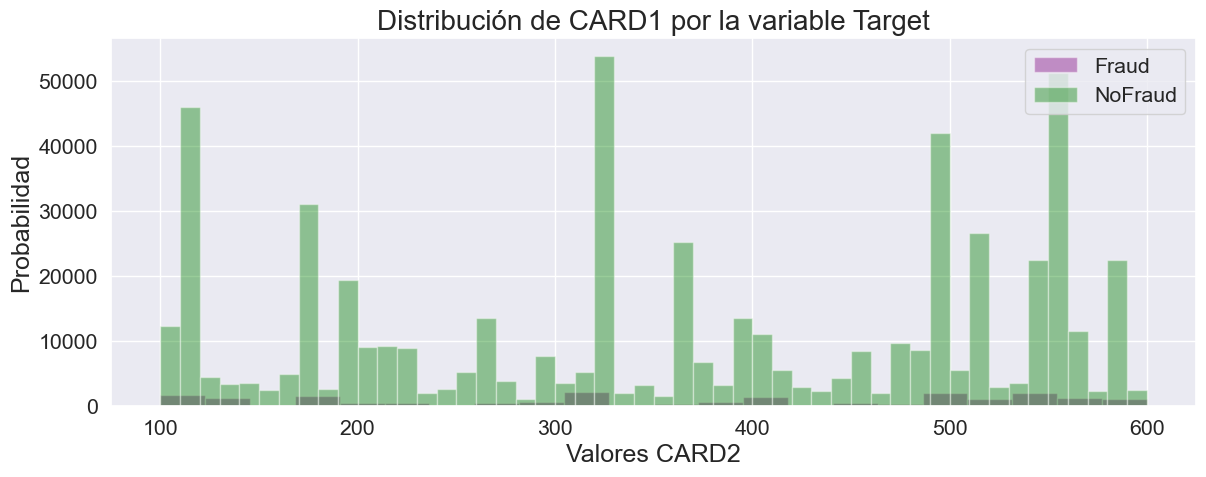 Distribución de CARD1 por la variable Target
Fraud
NoFraud
Probabilidad
50000
40000
30000
20000
10000
0
100 200 300 400 500 600
Valores CARD2